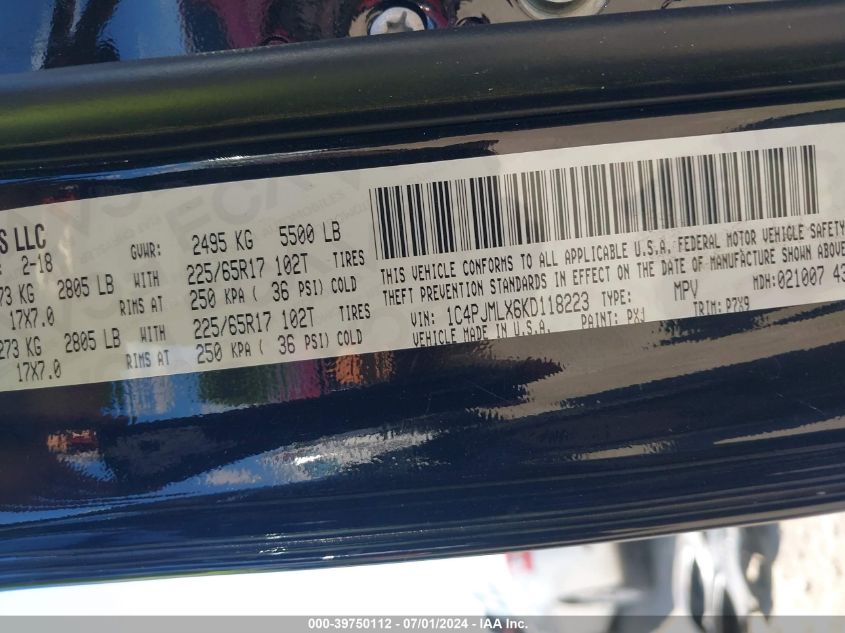 S LLC
: 2-18
GVWR: 2495 KG 5500 LB
73 KG 2805 LB WITH 225/65R17 102T TIRES
17X7.0 RIMS AT 250 KPA ( 36 PSI) COLD
273 KG 2805 LB WITH 225/65R17 102T TIRES
17X7.0 RIMS AT 250 KPA ( 36 PSI) COLD
THIS VEHICLE CONFORMS TO ALL APPLICABLE U.S.A. FEDERAL MOTOR VEHICLE SAFETY
THEFT PREVENTION STANDARDS IN EFFECT ON THE DATE OF MANUFACTURE SHOWN ABOVE
VIN: 1C4PJMLX6KD118223 TYPE: MPV MDH:021007 43
VEHICLE MADE IN U.S.A. PAINT: PXJ TRIM: P7X9
000-39750112 - 07/01/2024 - IAA Inc.